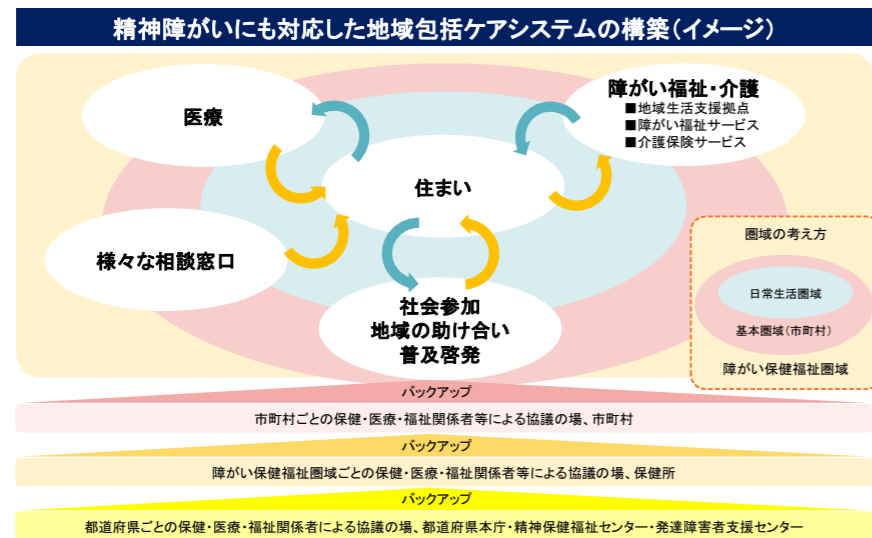 精神障がいにも対応した地域包括ケアシステムの構築(イメージ)
医療
障がい福祉・介護
■地域生活支援拠点
■障がい福祉サービス
■介護保険サービス
住まい
様々な相談窓口
社会参加
地域の助け合い
普及啓発
圏域の考え方
日常生活圏域
基本圏域(市町村)
障がい保健福祉圏域
バックアップ
市町村ごとの保健・医療・福祉関係者等による協議の場、市町村
バックアップ
障がい保健福祉圏域ごとの保健・医療・福祉関係者等による協議の場、保健所
バックアップ
都道府県ごとの保健・医療・福祉関係者による協議の場、都道府県本庁・精神保健福祉センター・発達障害者支援センター